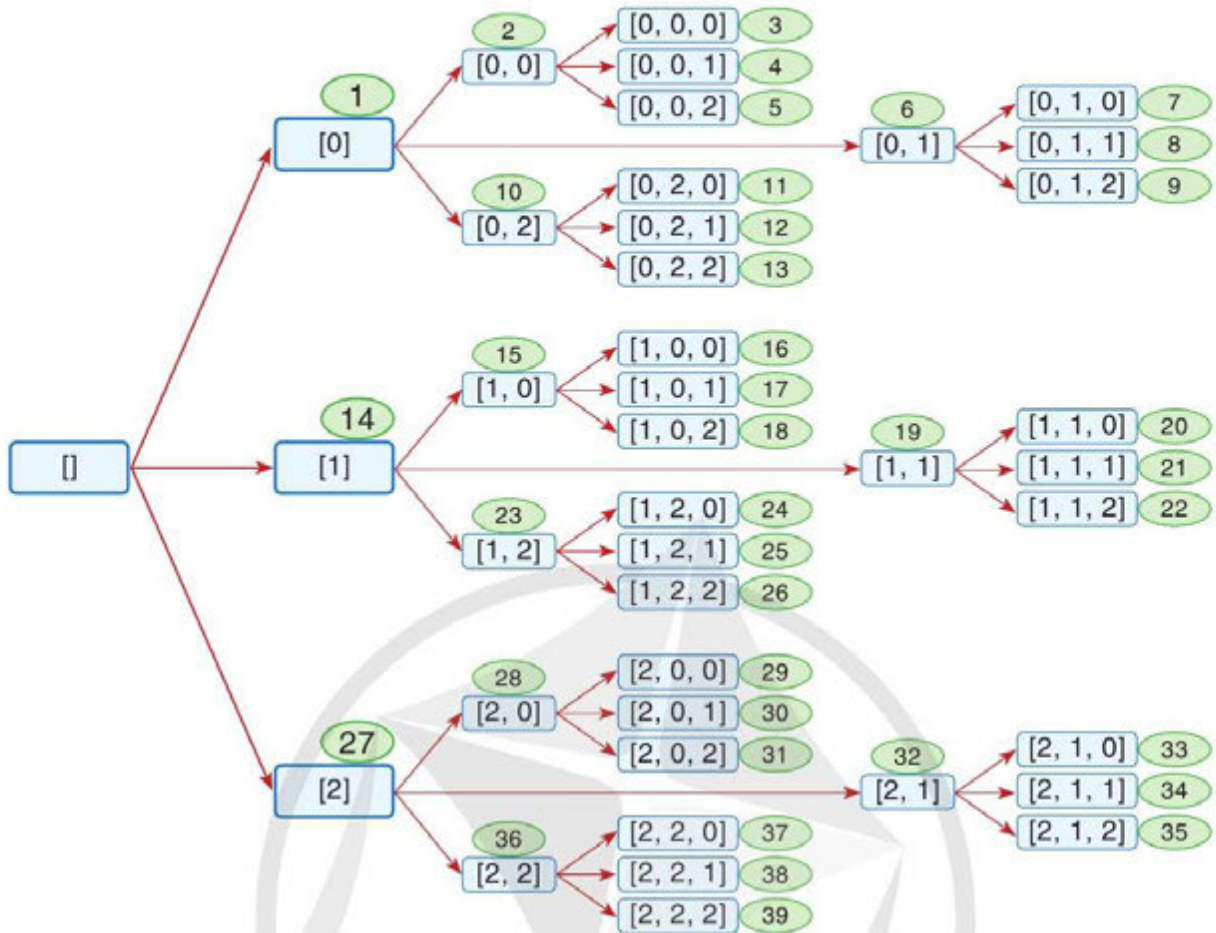 2
[0, 0, 0] 3
[0, 0] [0, 0, 1] 4
1
[0, 0, 2] 5
6
[0, 1, 0] 7
[0]
[0, 1] [0, 1, 1] 8
10
[0, 2, 0] 11
[0, 1, 2] 9
[0, 2] [0, 2, 1] 12
[0, 2, 2] 13
15
[1, 0, 0] 16
[1, 0] [1, 0, 1] 17
14
[1, 0, 2] 18
19
[1, 1, 0] 20
[] [1]
[1, 1] [1, 1, 1] 21
23
[1, 2, 0] 24
[1, 1, 2] 22
[1, 2] [1, 2, 1] 25
[1, 2, 2] 26
28
[2, 0, 0] 29
[2, 0] [2, 0, 1] 30
27
[2, 0, 2] 31
32
[2, 1, 0] 33
[2]
[2, 1] [2, 1, 1] 34
36
[2, 2, 0] 37
[2, 1, 2] 35
[2, 2] [2, 2, 1] 38
[2, 2, 2] 39